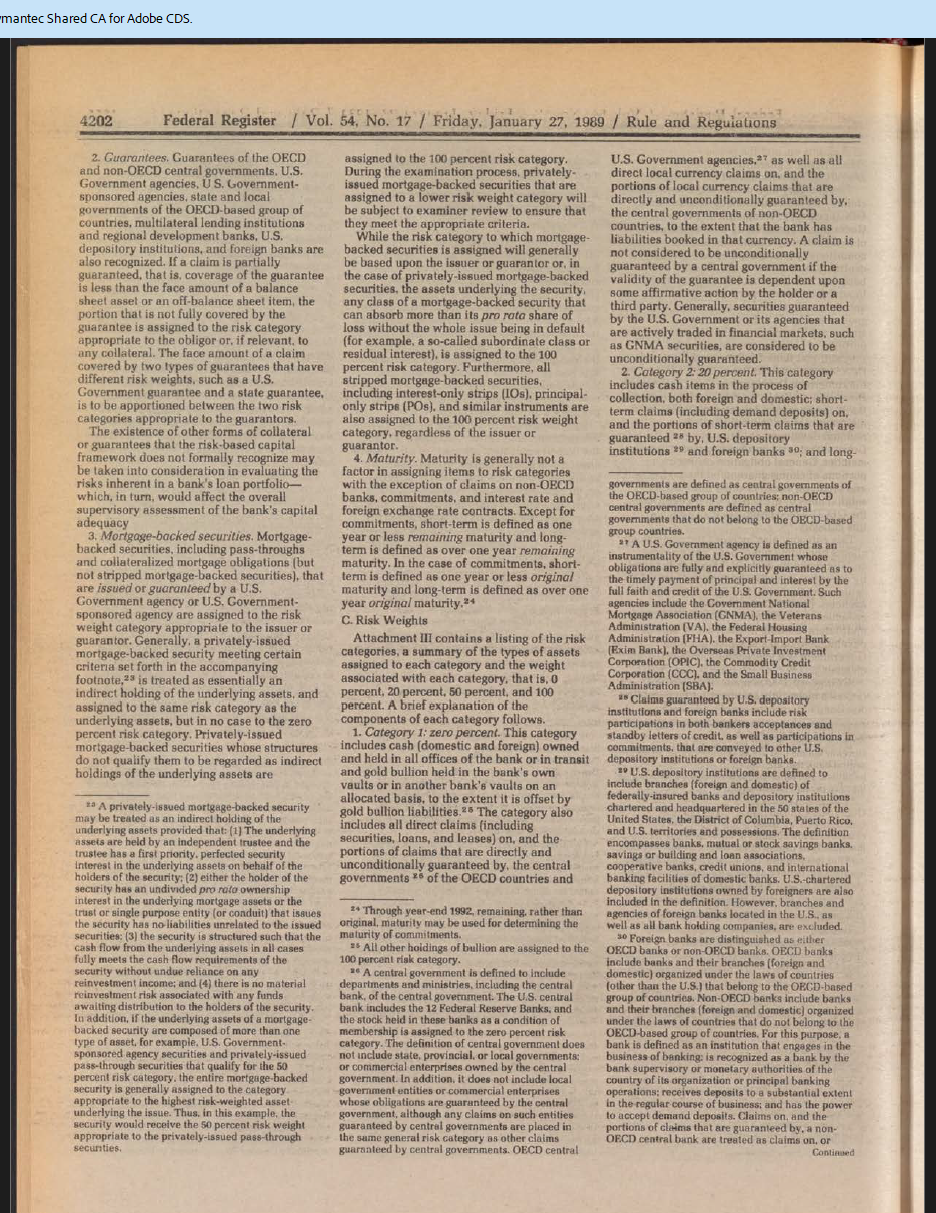 ymantec Shared CA for Adobe CDS.
4202 Federal Register / Vol. 54, No. 17 / Friday, January 27, 1989 / Rule and Regulations
2. Guarantees. Guarantees of the OECD
and non-OECD central governments, U.S.
Government agencies, U S. Government-
sponsored agencies, state and local
governments of the OECD-based group of
countries, multilateral lending institutions
and regional development banks, U.S.
depository institutions, and foreign banks are
also recognized. If a claim is partially
guaranteed, that is, coverage of the guarantee
is less than the face amount of a balance
sheet asset or an off-balance sheet item, the
portion that is not fully covered by the
guarantee is assigned to the risk category
appropriate to the obligor or, if relevant, to
any collateral. The face amount of a claim
covered by two types of guarantees that have
different risk weights, such as a U.S.
Government guarantee and a state guarantee,
is to be apportioned between the two risk
categories appropriate to the guarantors.
The existence of other forms of collateral
or guarantees that the risk-based capital
framework does not formally recognize may
be taken into consideration in evaluating the
risks inherent in a bank's loan portfolio—
which, in turn, would affect the overall
supervisory assessment of the bank's capital
adequacy
3. Mortgage-backed securities. Mortgage-
backed securities, including pass-throughs
and collateralized mortgage obligations (but
not stripped mortgage-backed securities), that
are issued or guaranteed by a U.S.
Government agency or U.S. Government-
sponsored agency are assigned to the risk
weight category appropriate to the issuer or
guarantor. Generally, a privately-issued
mortgage-backed security meeting certain
criteria set forth in the accompanying
footnote,²³ is treated as essentially an
indirect holding of the underlying assets, and
assigned to the same risk category as the
underlying assets, but in no case to the zero
percent risk category. Privately-issued
mortgage-backed securities whose structures
do not qualify them to be regarded as indirect
holdings of the underlying assets are
²³ A privately-issued mortgage-backed security
may be treated as an indirect holding of the
underlying assets provided that: (1) The underlying
assets are held by an independent trustee and the
trustee has a first priority, perfected security
interest in the underlying assets on behalf of the
holders of the security; (2) either the holder of the
security has an undivided pro rata ownership
interest in the underlying mortgage assets or the
trust or single purpose entity (or conduit) that issues
the security has no liabilities unrelated to the issued
securities; (3) the security is structured such that the
cash flow from the underlying assets in all cases
fully meets the cash flow requirements of the
security without undue reliance on any
reinvestment income; and (4) there is no material
reinvestment risk associated with any funds
awaiting distribution to the holders of the security.
In addition, if the underlying assets of a mortgage-
backed security are composed of more than one
type of asset, for example, U.S. Government-
sponsored agency securities and privately-issued
pass-through securities that qualify for the 50
percent risk category, the entire mortgage-backed
security is generally assigned to the category
appropriate to the highest risk-weighted asset
underlying the issue. Thus, in this example, the
security would receive the 50 percent risk weight
appropriate to the privately-issued pass-through
securities.
assigned to the 100 percent risk category.
During the examination process, privately-
issued mortgage-backed securities that are
assigned to a lower risk weight category will
be subject to examiner review to ensure that
they meet the appropriate criteria.
While the risk category to which mortgage-
backed securities is assigned will generally
be based upon the issuer or guarantor or, in
the case of privately-issued mortgage-backed
securities, the assets underlying the security,
any class of a mortgage-backed security that
can absorb more than its pro rata share of
loss without the whole issue being in default
(for example, a so-called subordinate class or
residual interest), is assigned to the 100
percent risk category. Furthermore, all
stripped mortgage-backed securities,
including interest-only strips (IOs), principal-
only strips (POs), and similar instruments are
also assigned to the 100 percent risk weight
category, regardless of the issuer or
guarantor.
4. Maturity. Maturity is generally not a
factor in assigning items to risk categories
with the exception of claims on non-OECD
banks, commitments, and interest rate and
foreign exchange rate contracts. Except for
commitments, short-term is defined as one
year or less remaining maturity and long-
term is defined as over one year remaining
maturity. In the case of commitments, short-
term is defined as one year or less original
maturity and long-term is defined as over one
year original maturity.²⁴
C. Risk Weights
Attachment III contains a listing of the risk
categories, a summary of the types of assets
assigned to each category and the weight
associated with each category, that is, 0
percent, 20 percent, 50 percent, and 100
percent. A brief explanation of the
components of each category follows.
1. Category 1: zero percent. This category
includes cash (domestic and foreign) owned
and held in all offices of the bank or in transit
and gold bullion held in the bank's own
vaults or in another bank's vaults on an
allocated basis, to the extent it is offset by
gold bullion liabilities.²⁵ The category also
includes all direct claims (including
securities, loans, and leases) on, and the
portions of claims that are directly and
unconditionally guaranteed by, the central
governments ²⁶ of the OECD countries and
²⁴ Through year-end 1992, remaining, rather than
original, maturity may be used for determining the
maturity of commitments.
²⁵ All other holdings of bullion are assigned to the
100 percent risk category.
²⁶ A central government is defined to include
departments and ministries, including the central
bank, of the central government. The U.S. central
bank includes the 12 Federal Reserve Banks, and
the stock held in these banks as a condition of
membership is assigned to the zero percent risk
category. The definition of central government does
not include state, provincial, or local governments;
or commercial enterprises owned by the central
government. In addition, it does not include local
government entities or commercial enterprises
whose obligations are guaranteed by the central
government, although any claims on such entities
guaranteed by central governments are placed in
the same general risk category as other claims
guaranteed by central governments. OECD central
U.S. Government agencies,²⁷ as well as all
direct local currency claims on, and the
portions of local currency claims that are
directly and unconditionally guaranteed by,
the central governments of non-OECD
countries, to the extent that the bank has
liabilities booked in that currency. A claim is
not considered to be unconditionally
guaranteed by a central government if the
validity of the guarantee is dependent upon
some affirmative action by the holder or a
third party. Generally, securities guaranteed
by the U.S. Government or its agencies that
are actively traded in financial markets, such
as GNMA securities, are considered to be
unconditionally guaranteed.
2. Category 2: 20 percent. This category
includes cash items in the process of
collection, both foreign and domestic; short-
term claims (including demand deposits) on,
and the portions of short-term claims that are
guaranteed ²⁸ by, U.S. depository
institutions ²⁹ and foreign banks ³⁰; and long-
governments are defined as central governments of
the OECD-based group of countries; non-OECD
central governments are defined as central
governments that do not belong to the OECD-based
group countries.
²⁷ A U.S. Government agency is defined as an
instrumentality of the U.S. Government whose
obligations are fully and explicitly guaranteed as to
the timely payment of principal and interest by the
full faith and credit of the U.S. Government. Such
agencies include the Government National
Mortgage Association (GNMA), the Veterans
Administration (VA), the Federal Housing
Administration (FHA), the Export-Import Bank
(Exim Bank), the Overseas Private Investment
Corporation (OPIC), the Commodity Credit
Corporation (CCC), and the Small Business
Administration (SBA).
²⁸ Claims guaranteed by U.S. depository
institutions and foreign banks include risk
participations in both bankers acceptances and
standby letters of credit, as well as participations in
commitments, that are conveyed to other U.S.
depository institutions or foreign banks.
²⁹ U.S. depository institutions are defined to
include branches (foreign and domestic) of
federally-insured banks and depository institutions
chartered and headquartered in the 50 states of the
United States, the District of Columbia, Puerto Rico,
and U.S. territories and possessions. The definition
encompasses banks, mutual or stock savings banks,
savings or building and loan associations,
cooperative banks, credit unions, and international
banking facilities of domestic banks. U.S.-chartered
depository institutions owned by foreigners are also
included in the definition. However, branches and
agencies of foreign banks located in the U.S., as
well as all bank holding companies, are excluded.
³⁰ Foreign banks are distinguished as either
OECD banks or non-OECD banks. OECD banks
include banks and their branches (foreign and
domestic) organized under the laws of countries
(other than the U.S.) that belong to the OECD-based
group of countries. Non-OECD banks include banks
and their branches (foreign and domestic) organized
under the laws of countries that do not belong to the
OECD-based group of countries. For this purpose, a
bank is defined as an institution that engages in the
business of banking; is recognized as a bank by the
bank supervisory or monetary authorities of the
country of its organization or principal banking
operations; receives deposits to a substantial extent
in the regular course of business; and has the power
to accept demand deposits. Claims on, and the
portions of claims that are guaranteed by, a non-
OECD central bank are treated as claims on, or
Continued